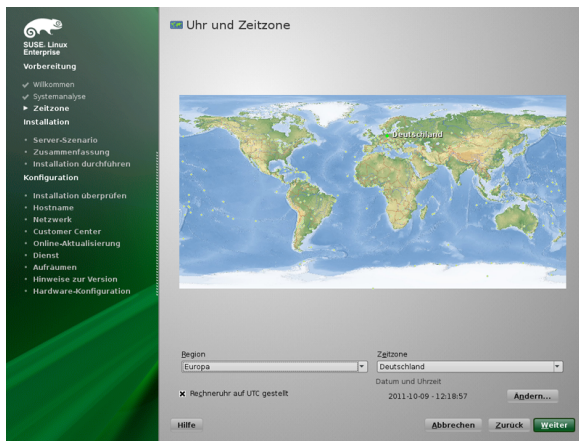 SUSE. Linux
Enterprise
Vorbereitung
Willkommen
Systemanalyse
Zeitzone
Installation
Server-Szenario
Zusammenfassung
Installation durchführen
Konfiguration
Installation überprüfen
Hostname
Netzwerk
Customer Center
Online-Aktualisierung
Dienst
Aufräumen
Hinweise zur Version
Hardware-Konfiguration
Uhr und Zeitzone
Deutschland
Region
Europa
Zeitzone
Deutschland
Rechneruhr auf UTC gestellt
Datum und Uhrzeit
2011-10-09 - 12:18:57
Ändern...
Hilfe
Abbrechen
Zurück
Weiter